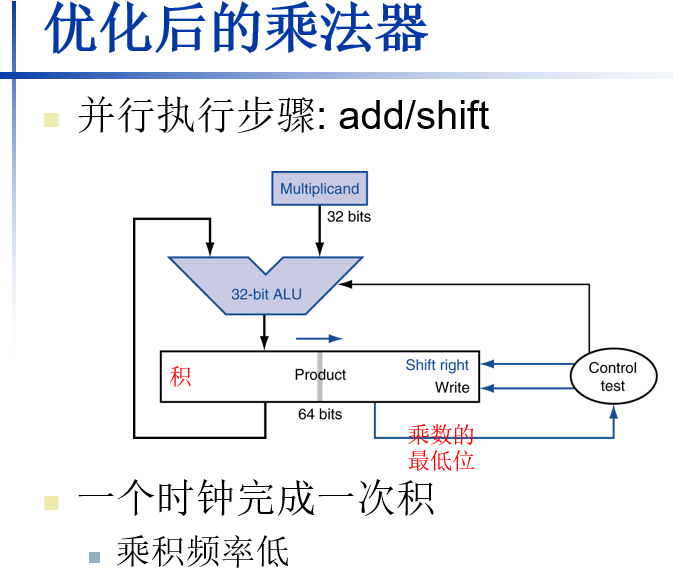 优化后的乘法器
并行执行步骤: add/shift
Multiplicand
32 bits
32-bit ALU
积
Product
Shift right
Write
64 bits
Control
test
乘数的
最低位
一个时钟完成一次积
乘积频率低